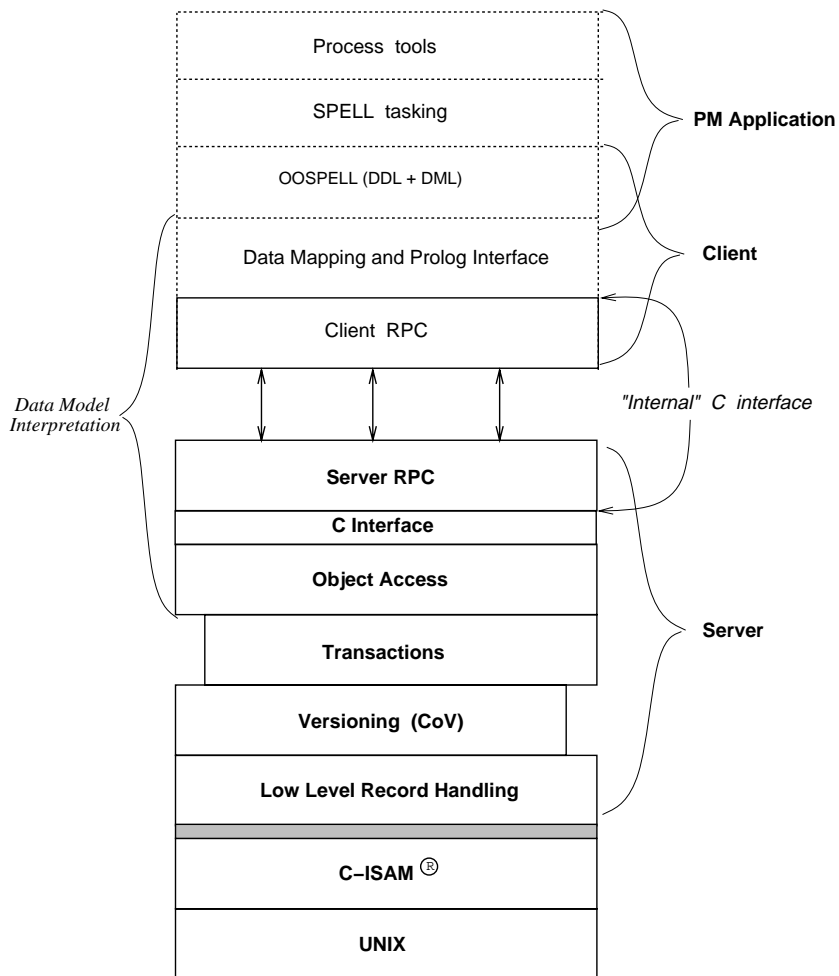 Process tools
SPELL tasking
PM Application
OOSPELL (DDL + DML)
Data Mapping and Prolog Interface
Client
Client RPC
Data Model
Interpretation
"Internal" C interface
Server RPC
C Interface
Object Access
Server
Transactions
Versioning (CoV)
Low Level Record Handling
C−ISAM ®
UNIX